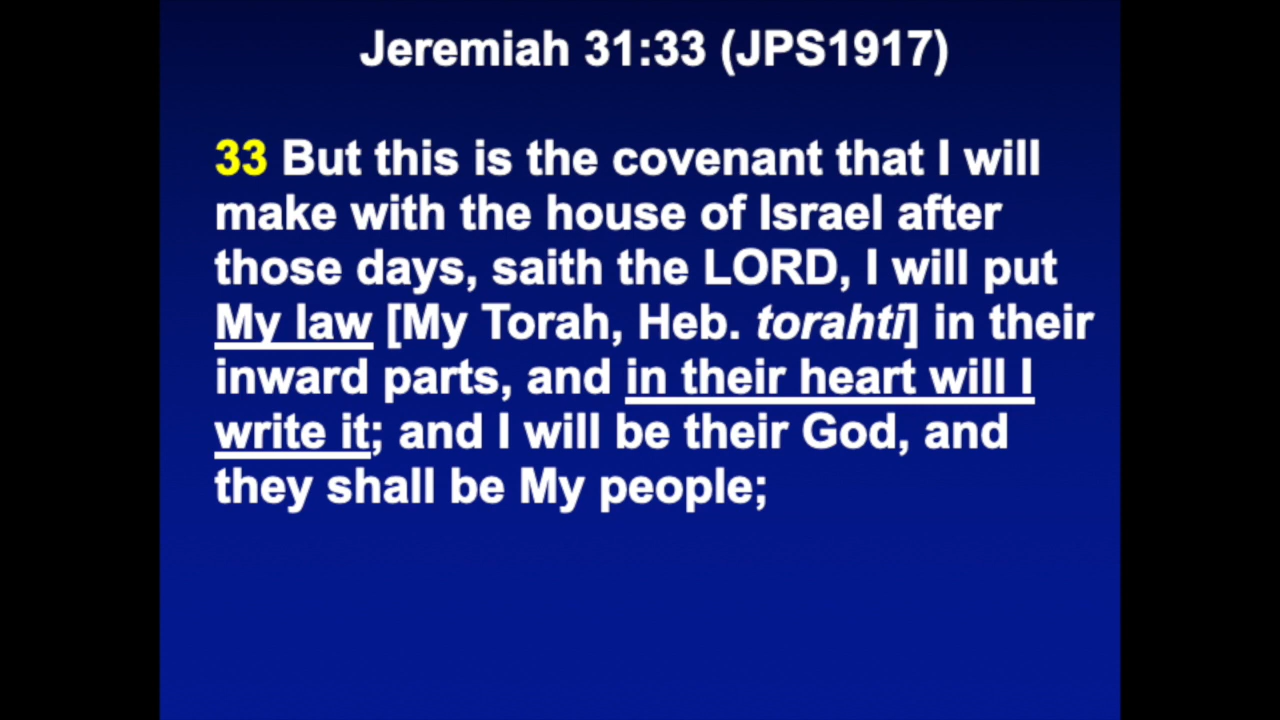 Jeremiah 31:33 (JPS1917)
33 But this is the covenant that I will
make with the house of Israel after
those days, saith the LORD, I will put
My law [My Torah, Heb. torahti] in their
inward parts, and in their heart will I
write it; and I will be their God, and
they shall be My people;